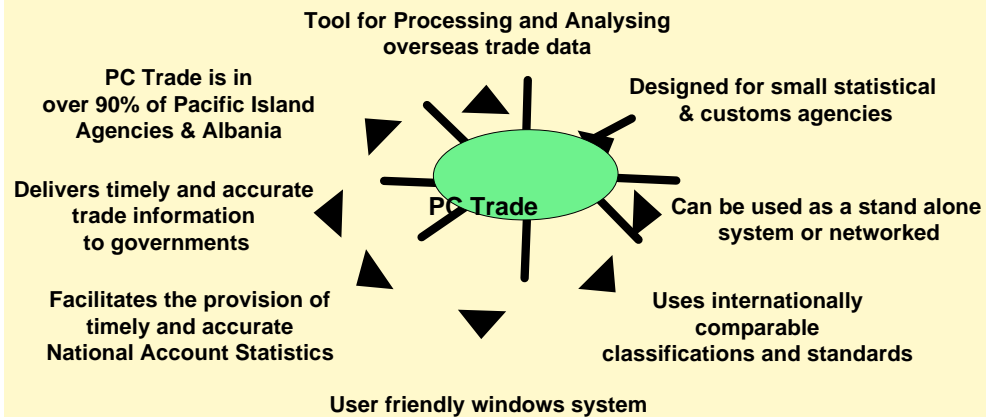 Tool for Processing and Analysing
overseas trade data
PC Trade is in
over 90% of Pacific Island
Agencies & Albania
Designed for small statistical
& customs agencies
Delivers timely and accurate
trade information
to governments
PC Trade
Can be used as a stand alone
system or networked
Facilitates the provision of
timely and accurate
National Account Statistics
Uses internationally
comparable
classifications and standards
User friendly windows system